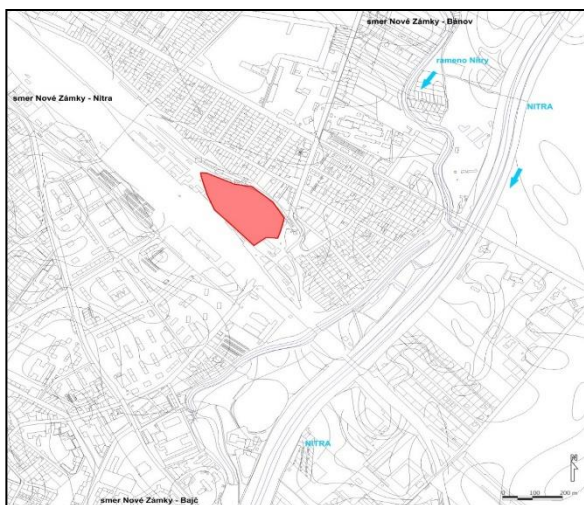 smer Nové Zámky - Bánov
rameno Nitry
smer Nové Zámky - Nitra
NITRA
NITRA
0 100 200 m
smer Nové Zámky - Bajč